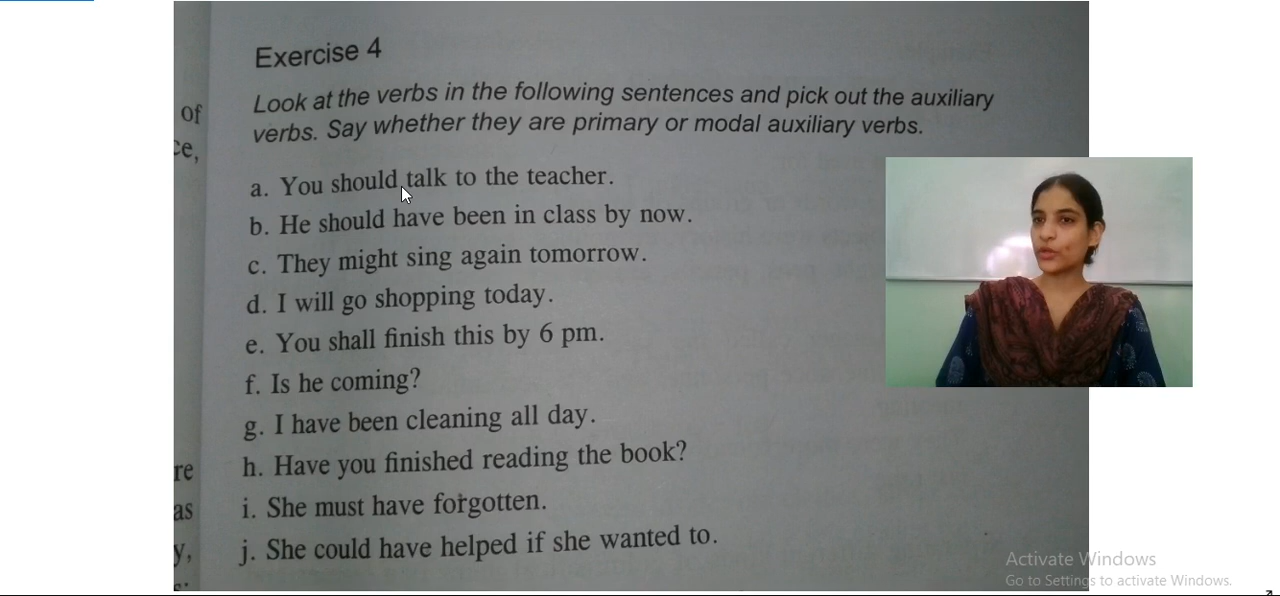 Exercise 4
Look at the verbs in the following sentences and pick out the auxiliary
verbs. Say whether they are primary or modal auxiliary verbs.
a. You should talk to the teacher.
b. He should have been in class by now.
c. They might sing again tomorrow.
d. I will go shopping today.
e. You shall finish this by 6 pm.
f. Is he coming?
g. I have been cleaning all day.
h. Have you finished reading the book?
i. She must have forgotten.
j. She could have helped if she wanted to.
of
re
as
y,
Activate Windows
Go to Settings to activate Windows.